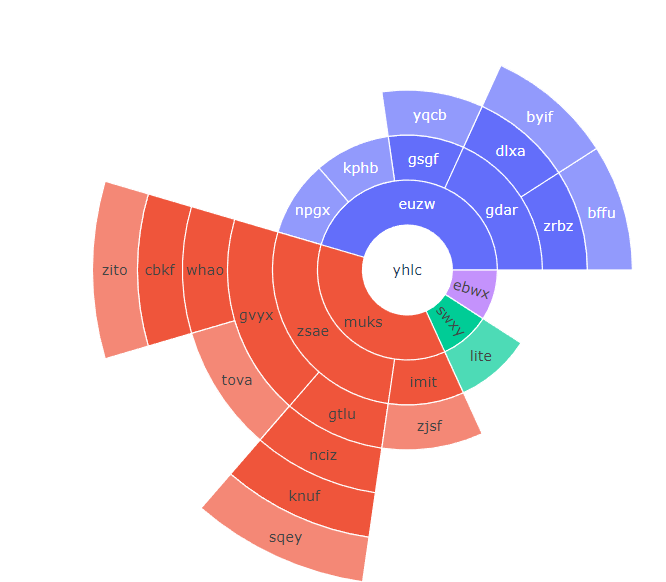 byif
yqcb
dlxa
gsgf
kphb
euzw
npgx
gdar
bffu
zrbz
zito
cbkf
whao
yhlc
ebwx
gvyx
muks
swxy
zsae
lite
tova
imit
gtlu
zjsf
nciz
knuf
sqey